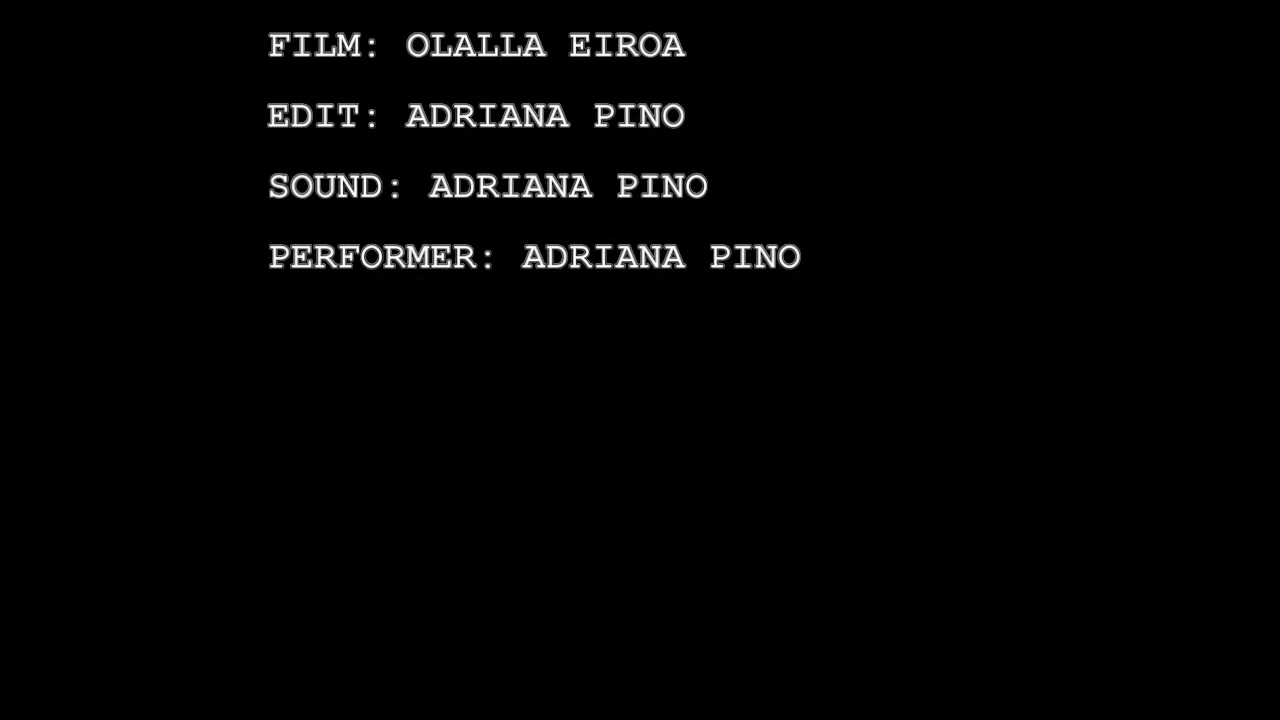 FILM: OLALLA EIROA
EDIT: ADRIANA PINO
SOUND: ADRIANA PINO
PERFORMER: ADRIANA PINO